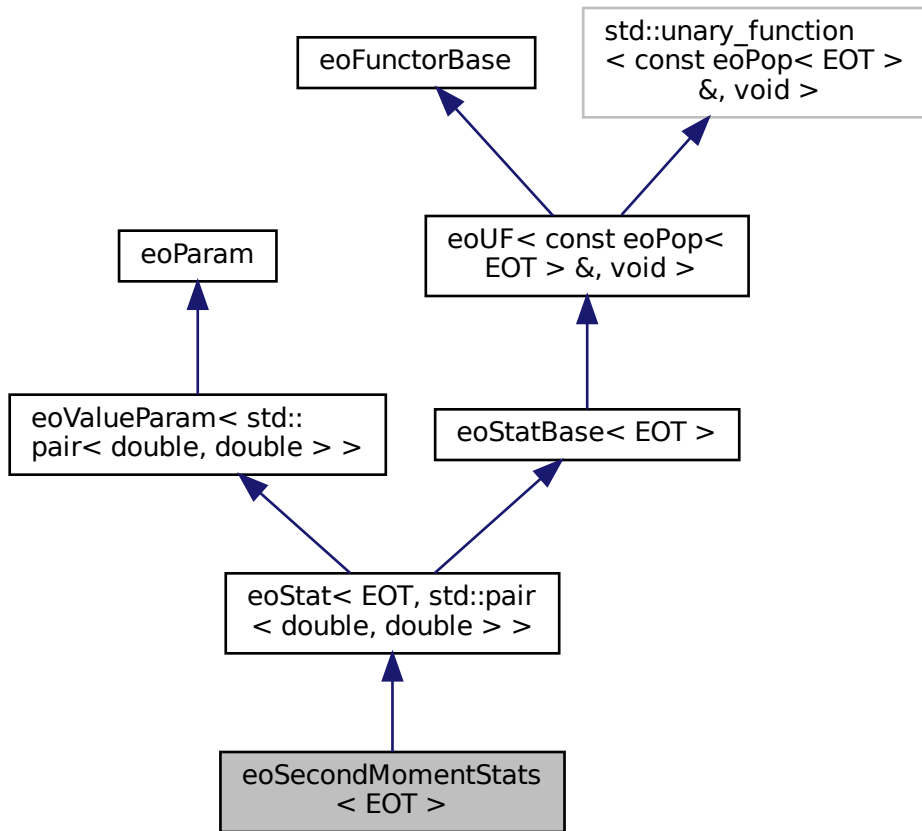 std::unary_function
< const eoPop< EOT >
&, void >
eoFunctorBase
eoUF< const eoPop<
EOT > &, void >
eoParam
eoValueParam< std::
pair< double, double > >
eoStatBase< EOT >
eoStat< EOT, std::pair
< double, double > >
eoSecondMomentStats
< EOT >